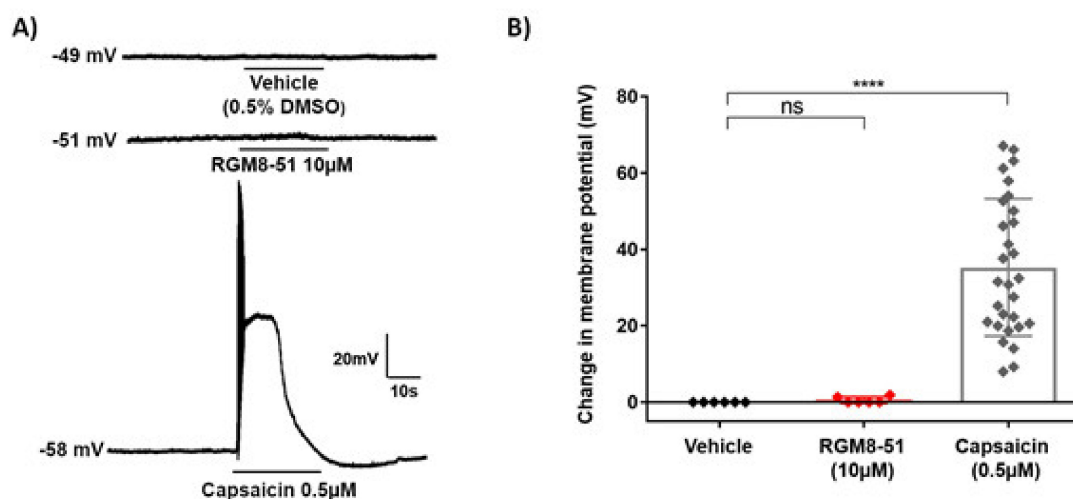 A)
-49 mV
Vehicle
(0.5% DMSO)
-51 mV
RGM8-51 10µM
20mV
10s
-58 mV
Capsaicin 0.5µM
B)
Change in membrane potential (mV)
80
60
40
20
0
****
ns
Vehicle
RGM8-51
(10µM)
Capsaicin
(0.5µM)